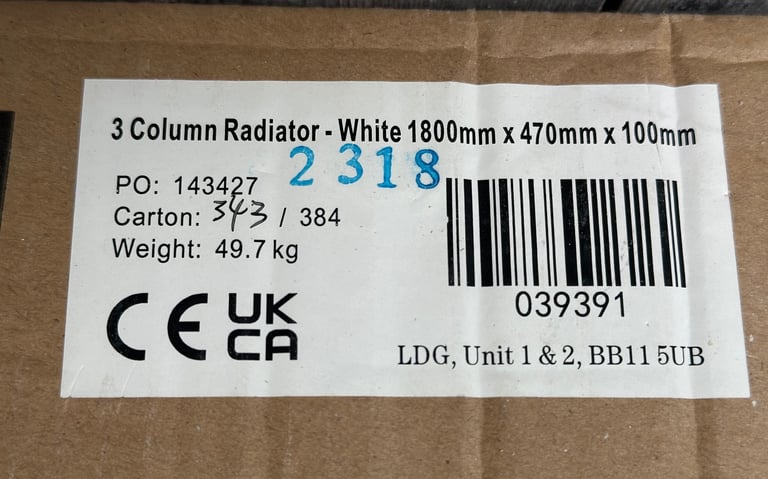 3 Column Radiator - White 1800mm x 470mm x 100mm
2318
PO: 143427
Carton: 343 / 384
Weight: 49.7 kg
039391
CE UK
CA
LDG, Unit 1 & 2, BB11 5UB